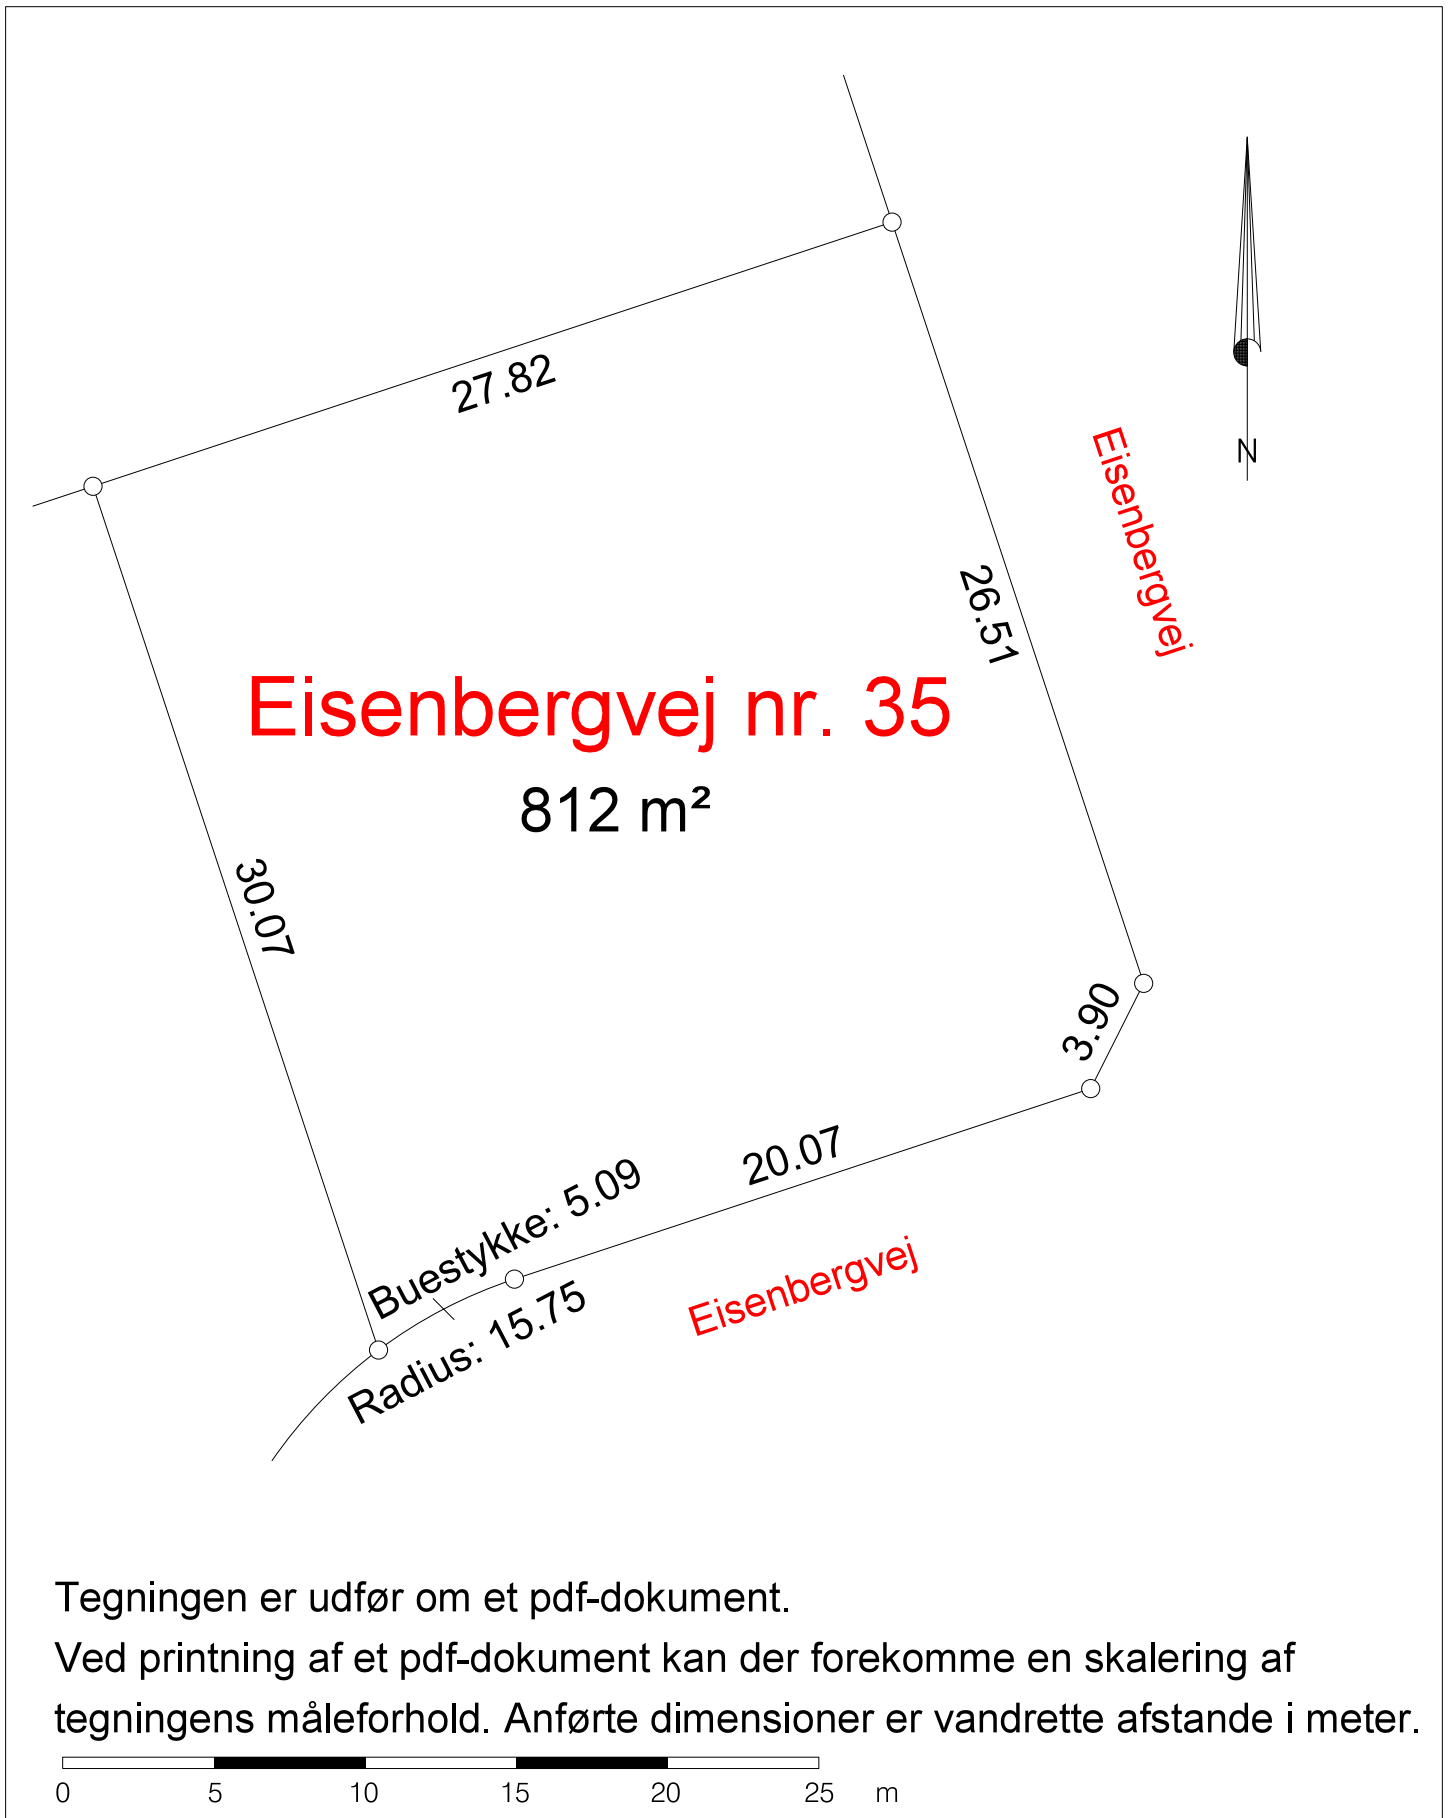 27.82
N
Eisenbergvej
26.51
Eisenbergvej nr. 35
812 m²
30.07
3.90
20.07
Buestykke: 5.09
Radius: 15.75
Eisenbergvej
Tegningen er udfør om et pdf-dokument.
Ved printning af et pdf-dokument kan der forekomme en skalering af
tegningens måleforhold. Anførte dimensioner er vandrette afstande i meter.
0 5 10 15 20 25 m